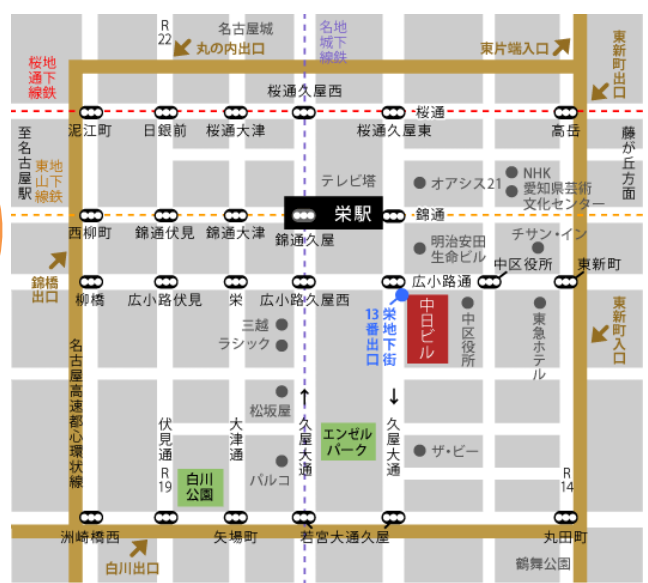 R
22
名古屋城
丸の内出口
地下鉄
名城線
東片端入口
東新町出口
地下鉄
桜通線
桜通久屋西
桜通
泥江町
日銀前
桜通大津
桜通久屋東
高岳
至名古屋駅
地下鉄
東山線
テレビ塔
オアシス21
NHK
愛知県芸術
文化センター
藤が丘方面
栄駅
錦通
西柳町
錦通伏見
錦通大津
錦通久屋
明治安田
生命ビル
チサン・イン
中区役所
東新町
錦橋出口
柳橋
広小路伏見
栄
広小路久屋西
広小路通
三越
ラシック
栄地下街
13番出口
中日ビル
中区役所
東急ホテル
東新町入口
名古屋高速都心環状線
松坂屋
↑
↓
伏見通
R
19
大津通
久屋大通
エンゼル
パーク
久屋大通
ザ・ビー
白川
公園
パルコ
R
14
洲崎橋西
矢場町
若宮大通久屋
丸田町
白川出口
鶴舞公園